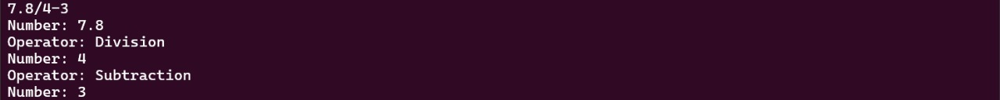 7.8/4-3
Number: 7.8
Operator: Division
Number: 4
Operator: Subtraction
Number: 3